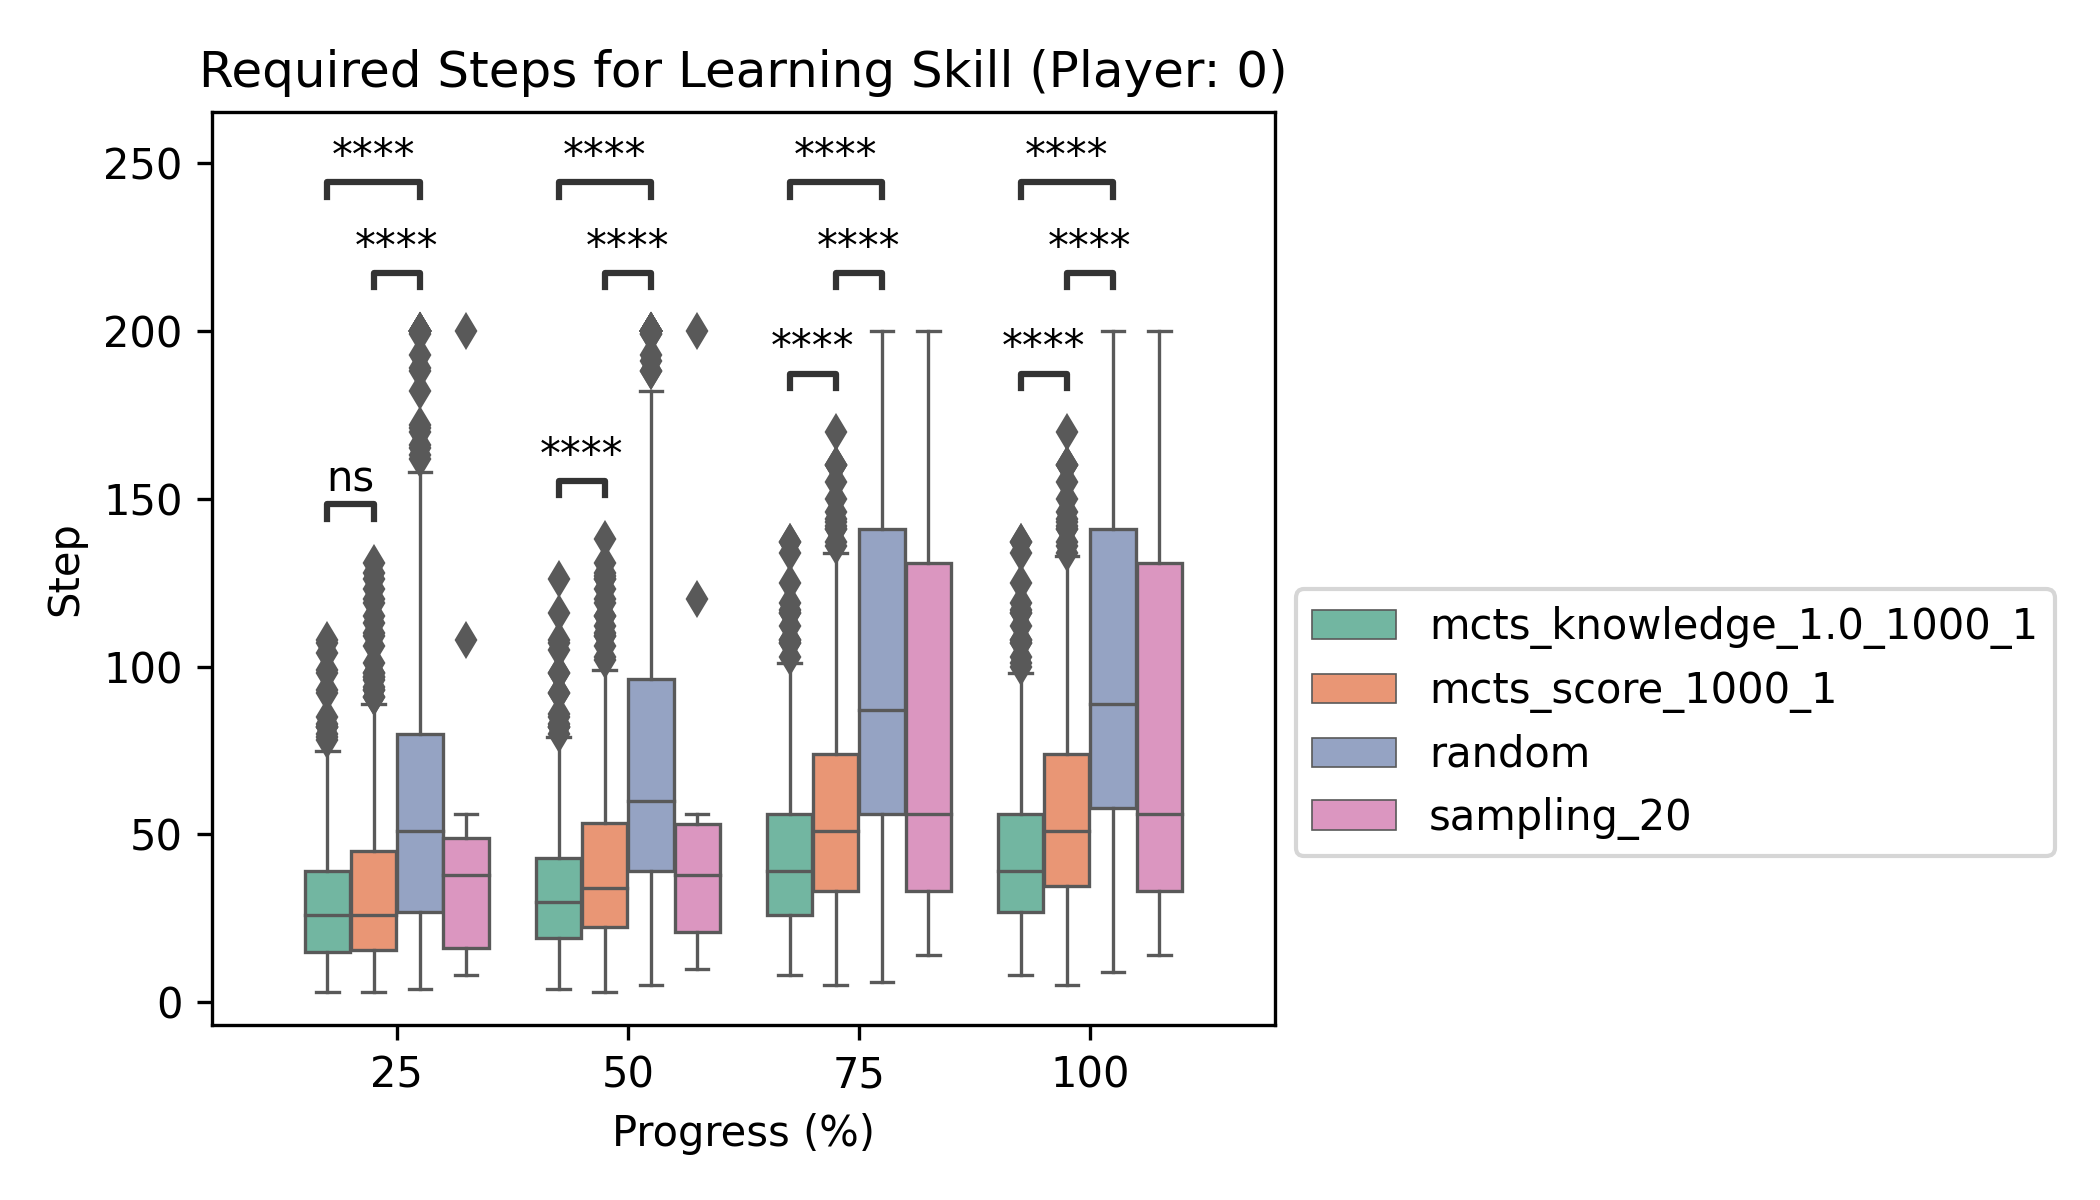 Required Steps for Learning Skill (Player: 0)
**** **** **** ****
**** **** **** ****
**** ****
****
ns
250
200
150
100
50
0
Step
25 50 75 100
Progress (%)
mcts_knowledge_1.0_1000_1
mcts_score_1000_1
random
sampling_20